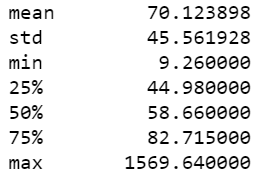 mean 70.123898
std 45.561928
min 9.260000
25% 44.980000
50% 58.660000
75% 82.715000
max 1569.640000